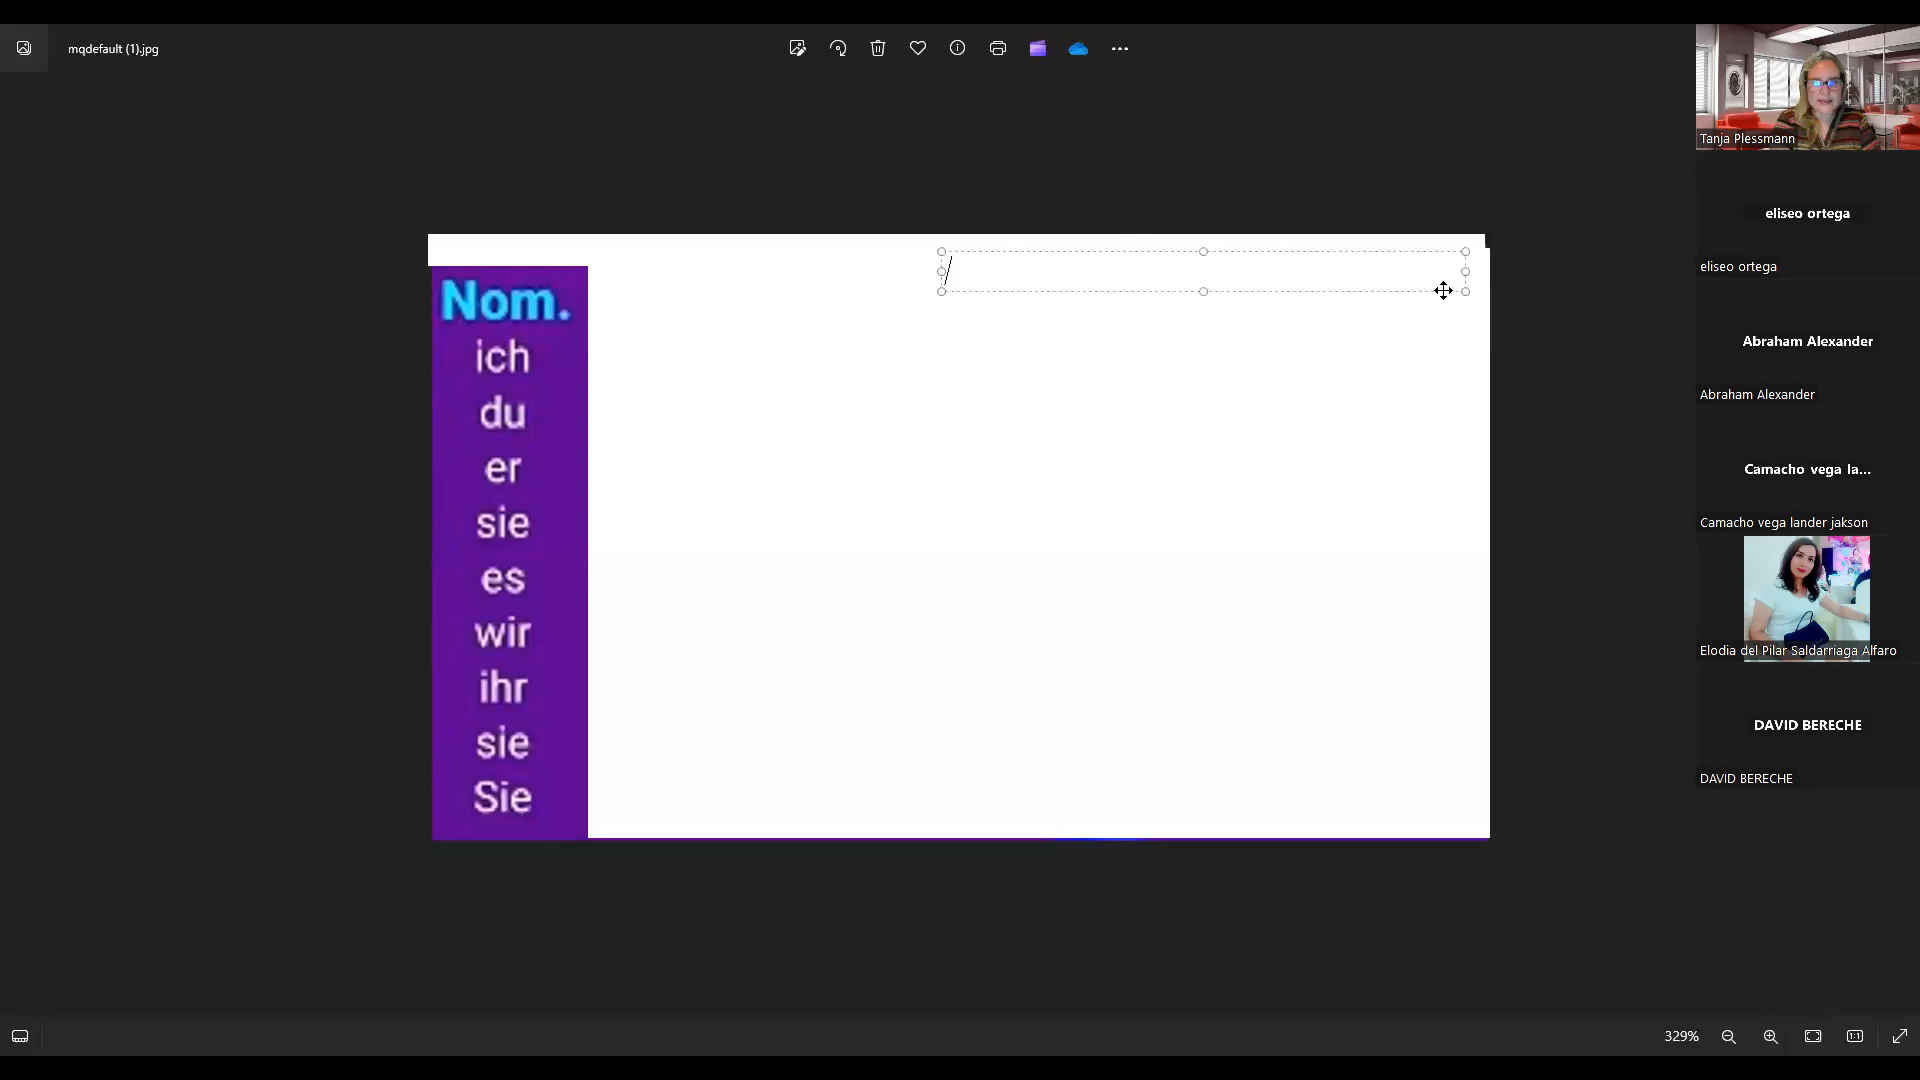 mqdefault (1).jpg
Tanja Plessmann
eliseo ortega
eliseo ortega
Abraham Alexander
Abraham Alexander
Camacho vega la...
Camacho vega lander jakson
Elodia del Pilar Saldarriaga Alfaro
DAVID BERECHE
DAVID BERECHE
Nom.
ich
du
er
sie
es
wir
ihr
sie
Sie
329%
1:1